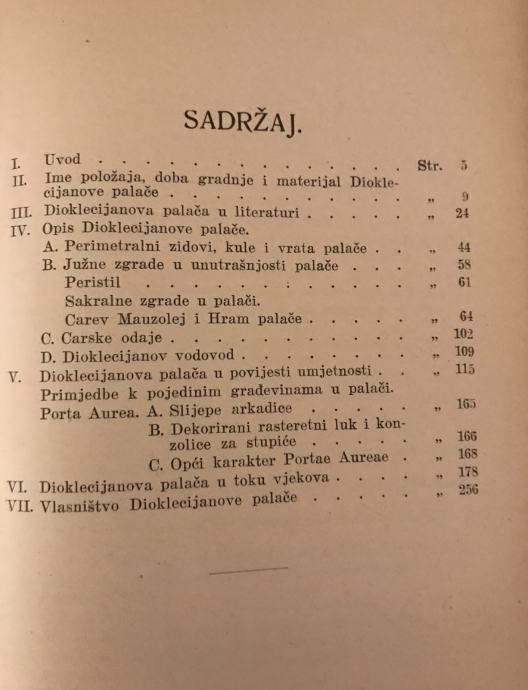 SADRŽAJ.
I. Uvod . . . . . . . . . . . . . . Str. 5
II. Ime položaja, doba gradnje i materijal Diokle-
cijanove palače . . . . . . . . . . „ 9
III. Dioklecijanova palača u literaturi . . . . . „ 24
IV. Opis Dioklecijanove palače.
A. Perimetralni zidovi, kule i vrata palače . . „ 44
B. Južne zgrade u unutrašnjosti palače . . . „ 58
Peristil . . . . . . . . . . . „ 61
Sakralne zgrade u palači.
Carev Mauzolej i Hram palače . . . . . „ 64
C. Carske odaje . . . . . . . . . . „ 102
D. Dioklecijanov vodovod . . . . . . . „ 109
V. Dioklecijanova palača u povijesti umjetnosti . . „ 115
Primjedbe k pojedinim građevinama u palači.
Porta Aurea. A. Slijepe arkadice . . . . . „ 165
B. Dekorirani rasteretni luk i kon-
zolice za stupiće . . . . . „ 166
C. Opći karakter Portae Aureae . „ 168
VI. Dioklecijanova palača u toku vjekova . . . . „ 178
VII. Vlasništvo Dioklecijanove palače . . . . . „ 256